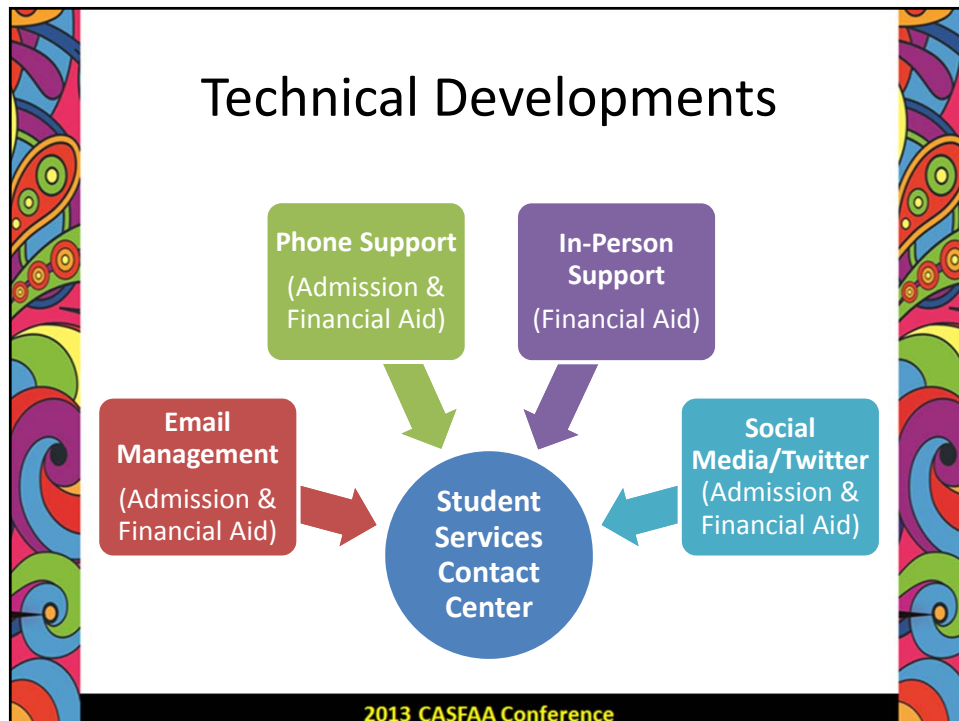 Technical Developments
Phone Support
(Admission &
Financial Aid)
In-Person
Support
(Financial Aid)
Email
Management
(Admission &
Financial Aid)
Social
Media/Twitter
(Admission &
Financial Aid)
Student
Services
Contact
Center
2013 CASFAA Conference